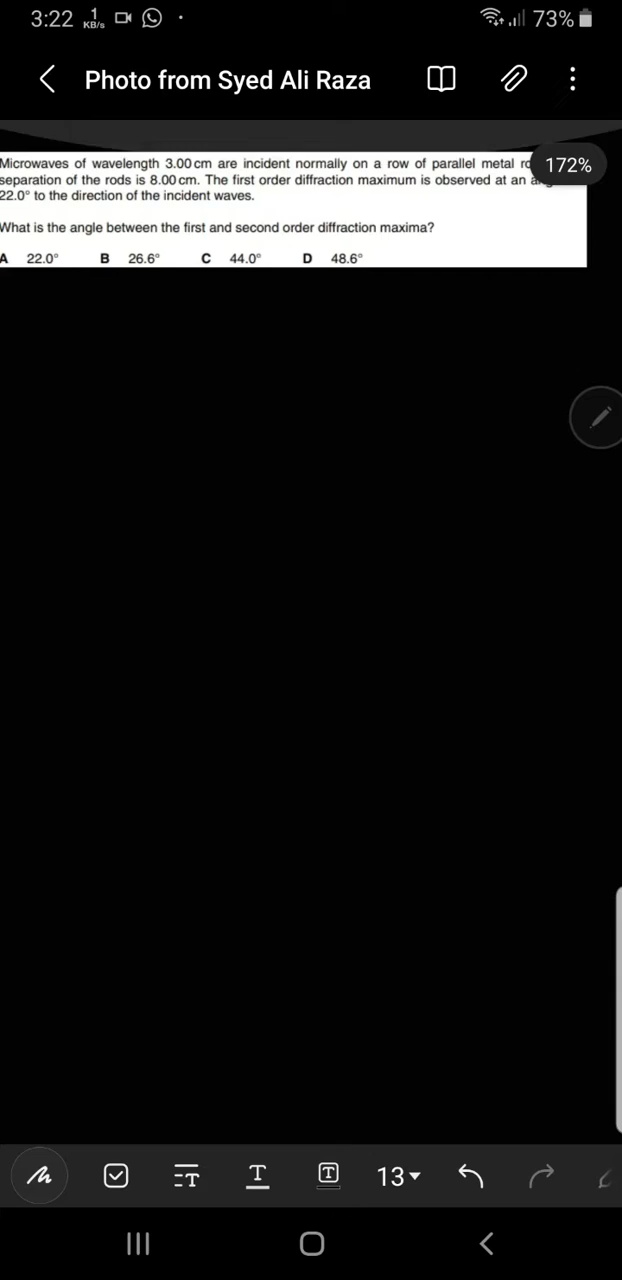 3:22 1 KB/s 73%
Photo from Syed Ali Raza
172%
Microwaves of wavelength 3.00 cm are incident normally on a row of parallel metal
separation of the rods is 8.00 cm. The first order diffraction maximum is observed at an
22.0° to the direction of the incident waves.
What is the angle between the first and second order diffraction maxima?
A 22.0° B 26.6° C 44.0° D 48.6°
T T T 13